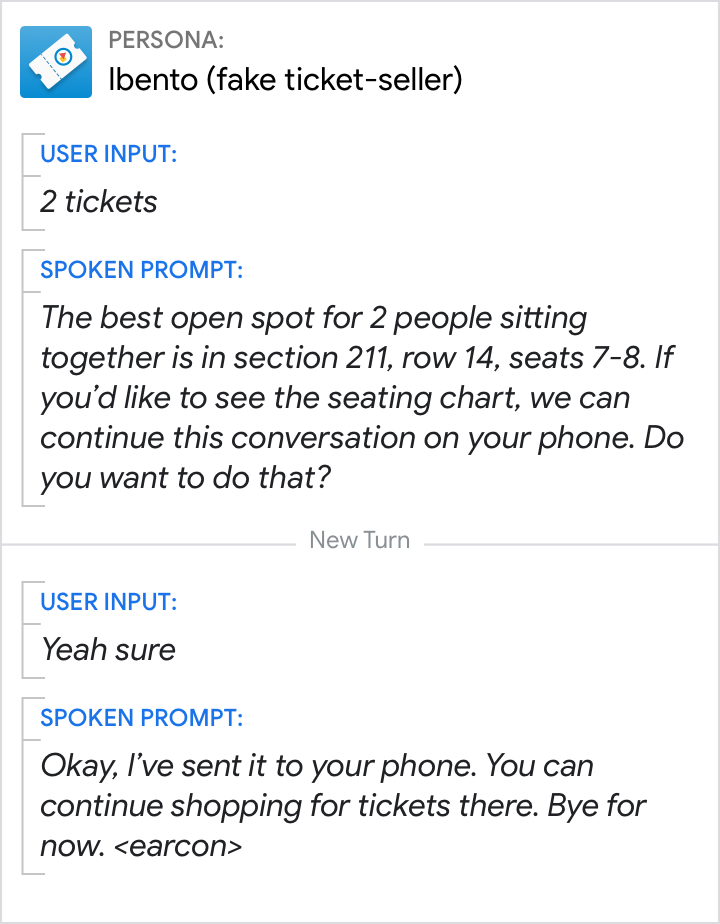 PERSONA:
Ibento (fake ticket-seller)
USER INPUT:
2 tickets
SPOKEN PROMPT:
The best open spot for 2 people sitting
together is in section 211, row 14, seats 7-8. If
you’d like to see the seating chart, we can
continue this conversation on your phone. Do
you want to do that?
New Turn
USER INPUT:
Yeah sure
SPOKEN PROMPT:
Okay, I’ve sent it to your phone. You can
continue shopping for tickets there. Bye for
now. <earcon>